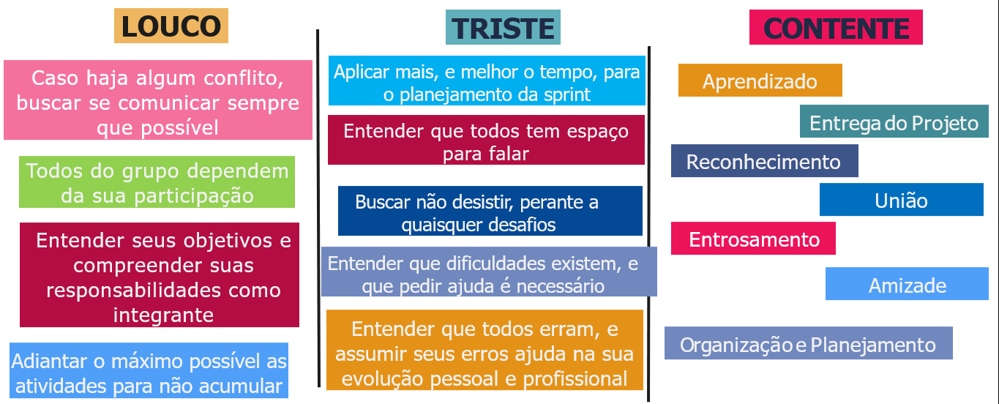 LOUCO
Caso haja algum conflito,
buscar se comunicar sempre
que possível
Todos do grupo dependem
da sua participação
Entender seus objetivos e
compreender suas
responsabilidades como
integrante
Adiantar o máximo possível as
atividades para não acumular
TRISTE
Aplicar mais, e melhor o tempo, para
o planejamento da sprint
Entender que todos tem espaço
para falar
Buscar não desistir, perante a
quaisquer desafios
Entender que dificuldades existem, e
que pedir ajuda é necessário
Entender que todos erram, e
assumir seus erros ajuda na sua
evolução pessoal e profissional
CONTENTE
Aprendizado
Entrega do Projeto
Reconhecimento
União
Entrosamento
Amizade
Organização e Planejamento